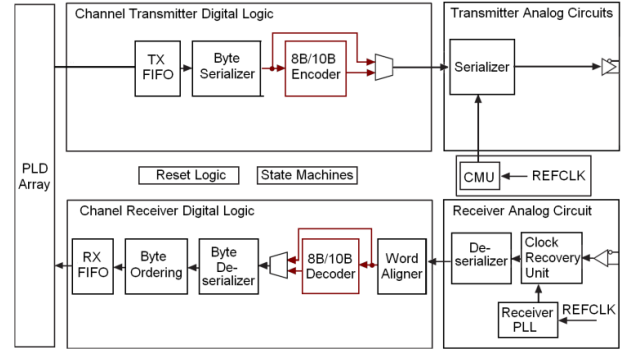 Channel Transmitter Digital Logic
Transmitter Analog Circuits
TX
FIFO
Byte
Serializer
8B/10B
Encoder
Serializer
PLD
Array
Reset Logic
State Machines
CMU
REFCLK
Chanel Receiver Digital Logic
Receiver Analog Circuit
RX
FIFO
Byte
Ordering
Byte
De-
serializer
8B/10B
Decoder
Word
Aligner
De-
serializer
Clock
Recovery
Unit
Receiver
PLL
REFCLK